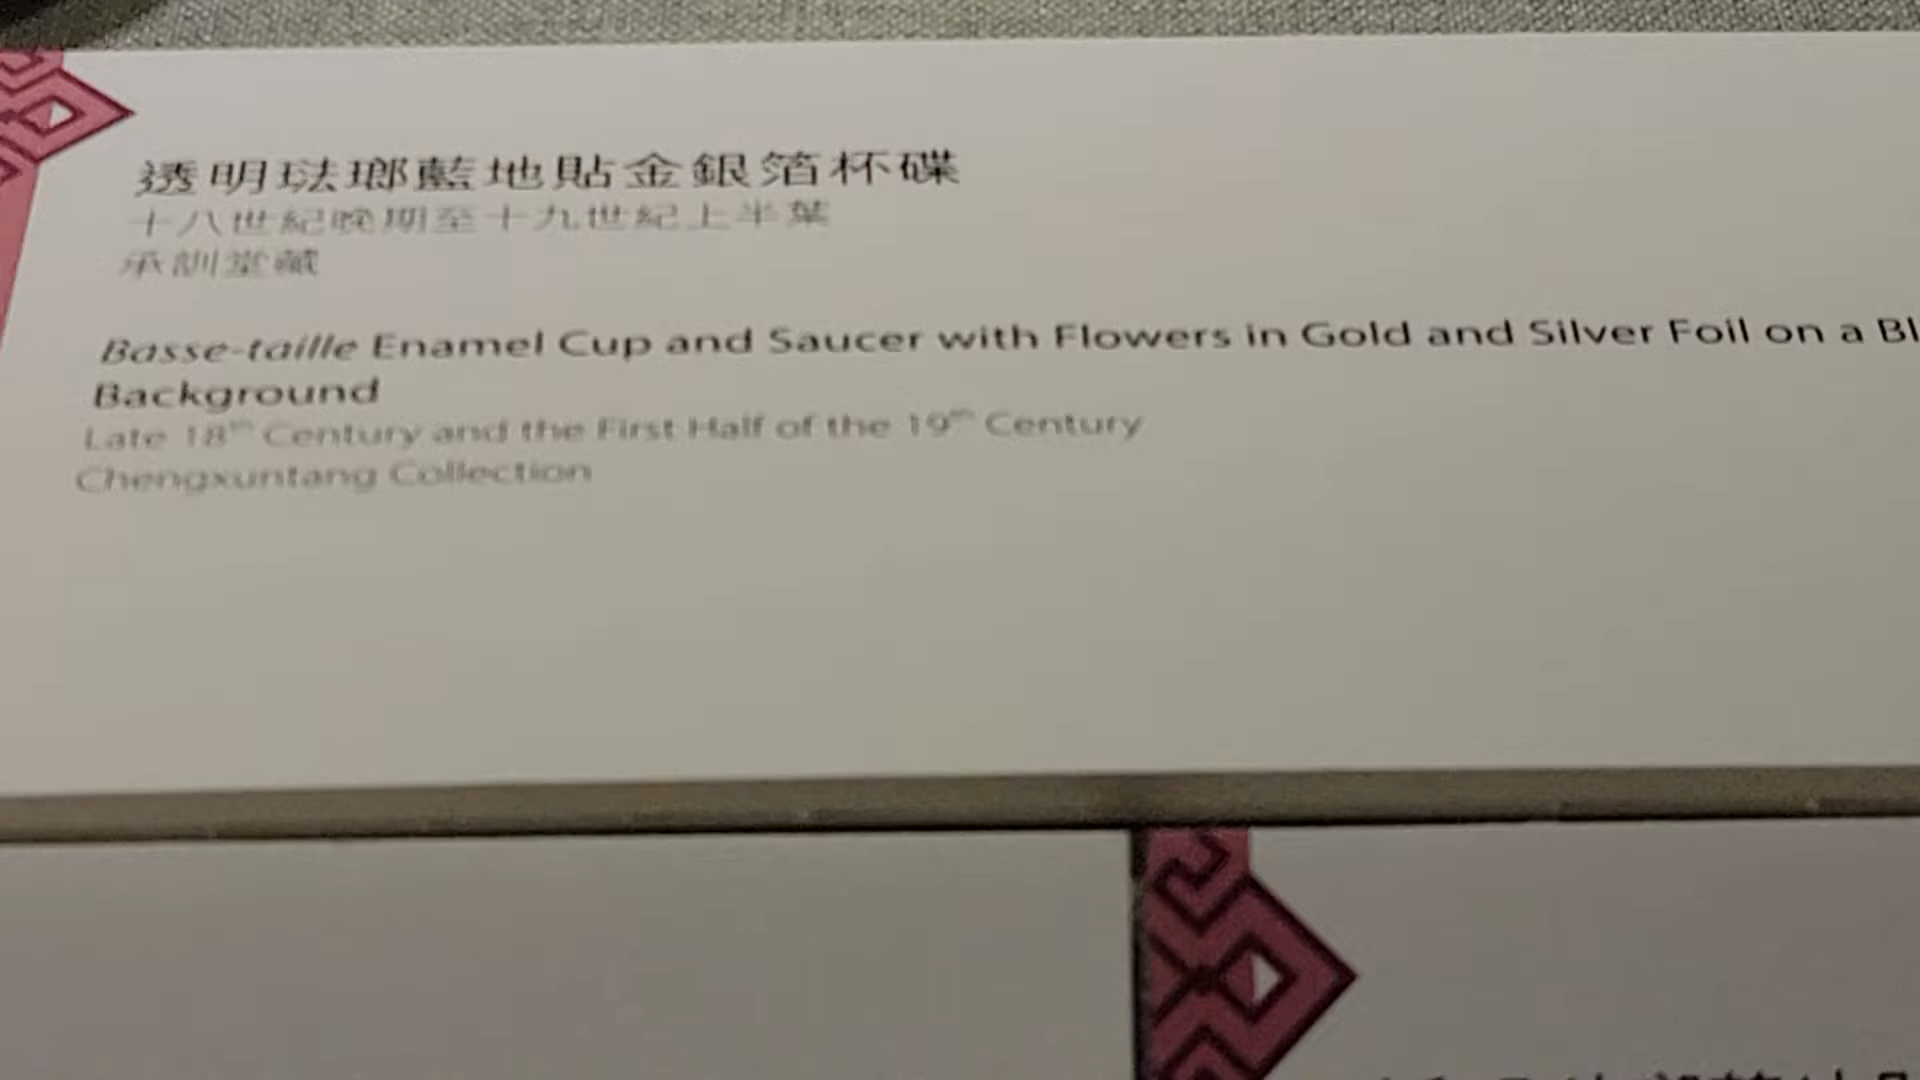 透明琺瑯藍地貼金銀箔杯碟
十八世紀晚期至十九世紀上半葉
承訓堂藏
Basse-taille Enamel Cup and Saucer with Flowers in Gold and Silver Foil on a Bl
Background
Late 18th Century and the First Half of the 19th Century
Chengxuntang Collection